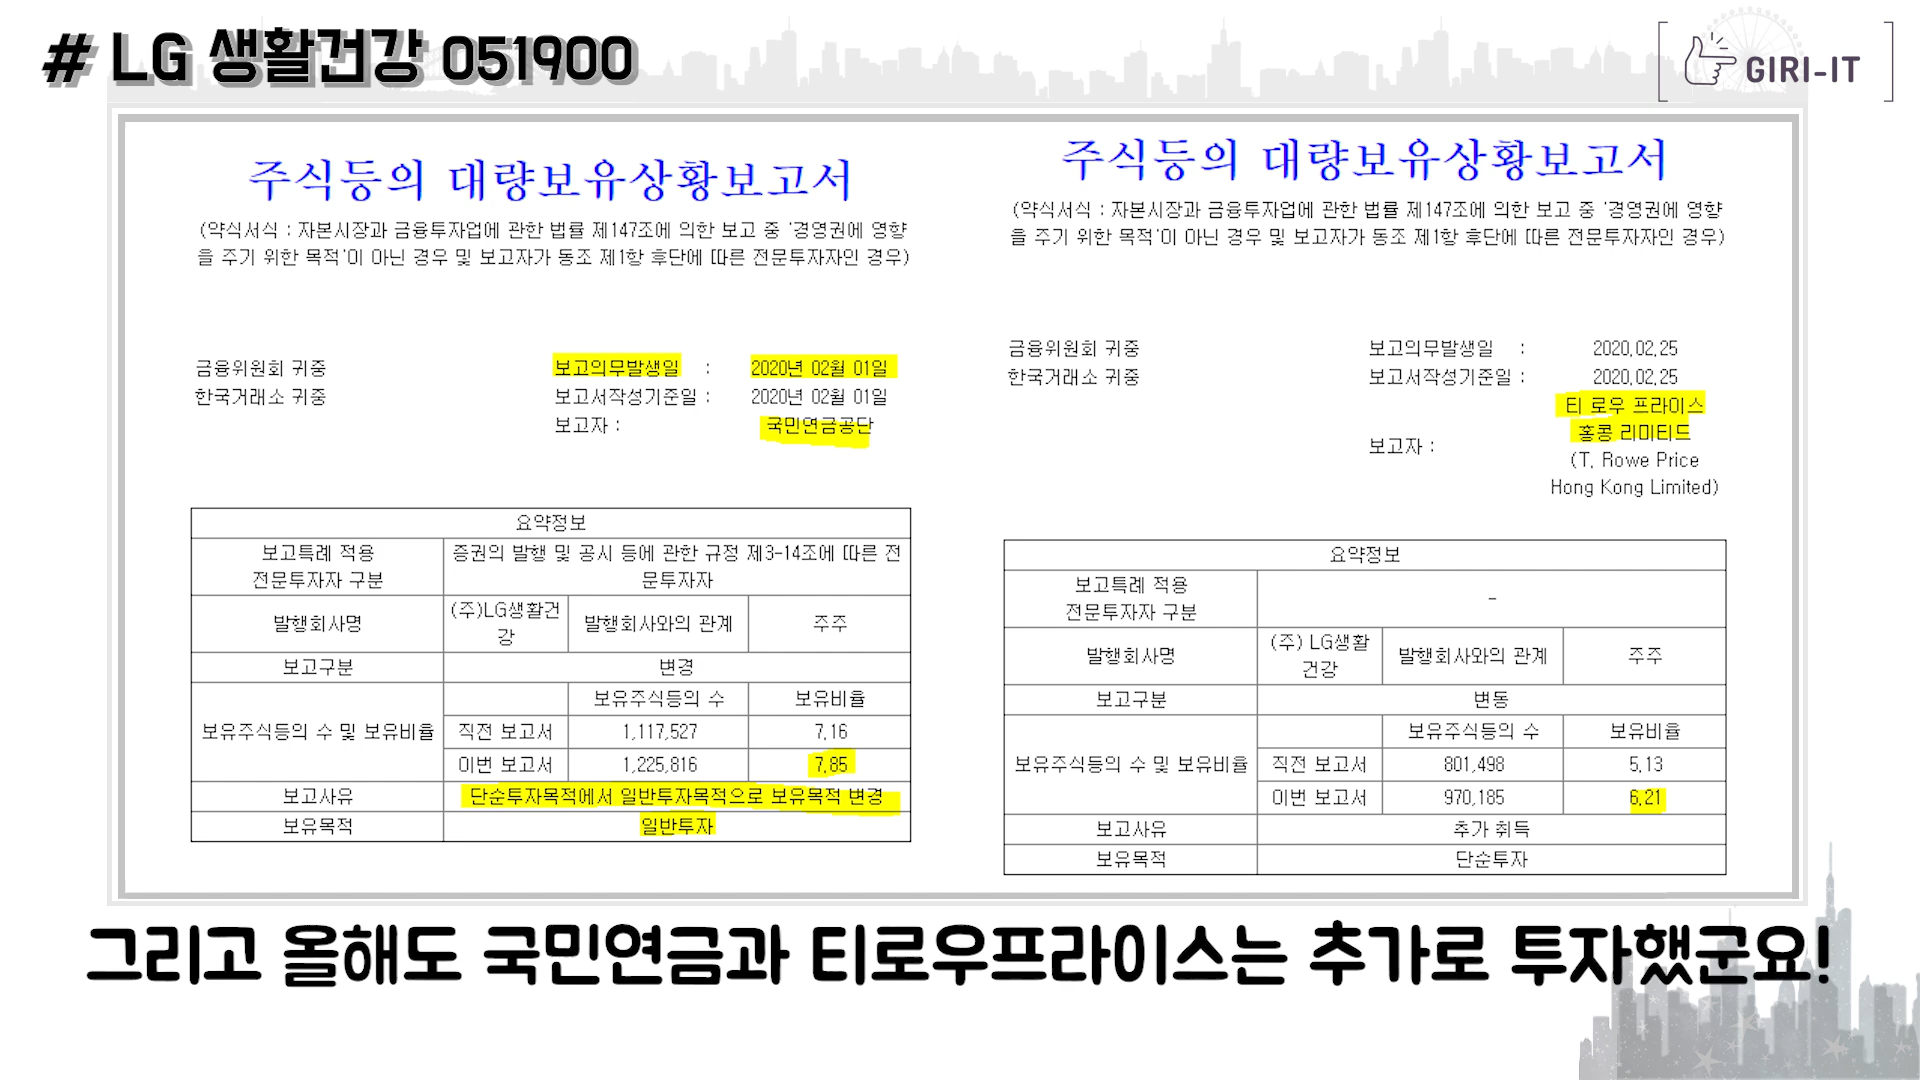 # LG 생활건강 051900
GIRI-IT
주식등의 대량보유상황보고서
(약식서식 : 자본시장과 금융투자업에 관한 법률 제147조에 의한 보고 중 '경영권에 영향
을 주기 위한 목적'이 아닌 경우 및 보고자가 동조 제1항 후단에 따른 전문투자자인 경우)
금융위원회 귀중 보고의무발생일 : 2020년 02월 01일
한국거래소 귀중 보고서작성기준일 : 2020년 02월 01일
보고자 : 국민연금공단
요약정보
보고특례 적용
전문투자자 구분
증권의 발행 및 공시 등에 관한 규정 제3-14조에 따른 전
문투자자
발행회사명
(주)LG생활건
강
발행회사와의 관계 주주
보고구분 변경
보유주식등의 수 및 보유비율
보유주식등의 수 보유비율
직전 보고서 1,117,527 7.16
이번 보고서 1,225,816 7.85
보고사유 단순투자목적에서 일반투자목적으로 보유목적 변경
보유목적 일반투자
주식등의 대량보유상황보고서
(약식서식 : 자본시장과 금융투자업에 관한 법률 제147조에 의한 보고 중 '경영권에 영향
을 주기 위한 목적'이 아닌 경우 및 보고자가 동조 제1항 후단에 따른 전문투자자인 경우)
금융위원회 귀중 보고의무발생일 : 2020.02.25
한국거래소 귀중 보고서작성기준일 : 2020.02.25
보고자 :
티 로우 프라이스
홍콩 리미티드
(T. Rowe Price
Hong Kong Limited)
요약정보
보고특례 적용
전문투자자 구분
-
발행회사명
(주) LG생활
건강
발행회사와의 관계 주주
보고구분 변동
보유주식등의 수 및 보유비율
보유주식등의 수 보유비율
직전 보고서 801,498 5.13
이번 보고서 970,185 6.21
보고사유 추가 취득
보유목적 단순투자
그리고 올해도 국민연금과 티로우프라이스는 추가로 투자했군요!